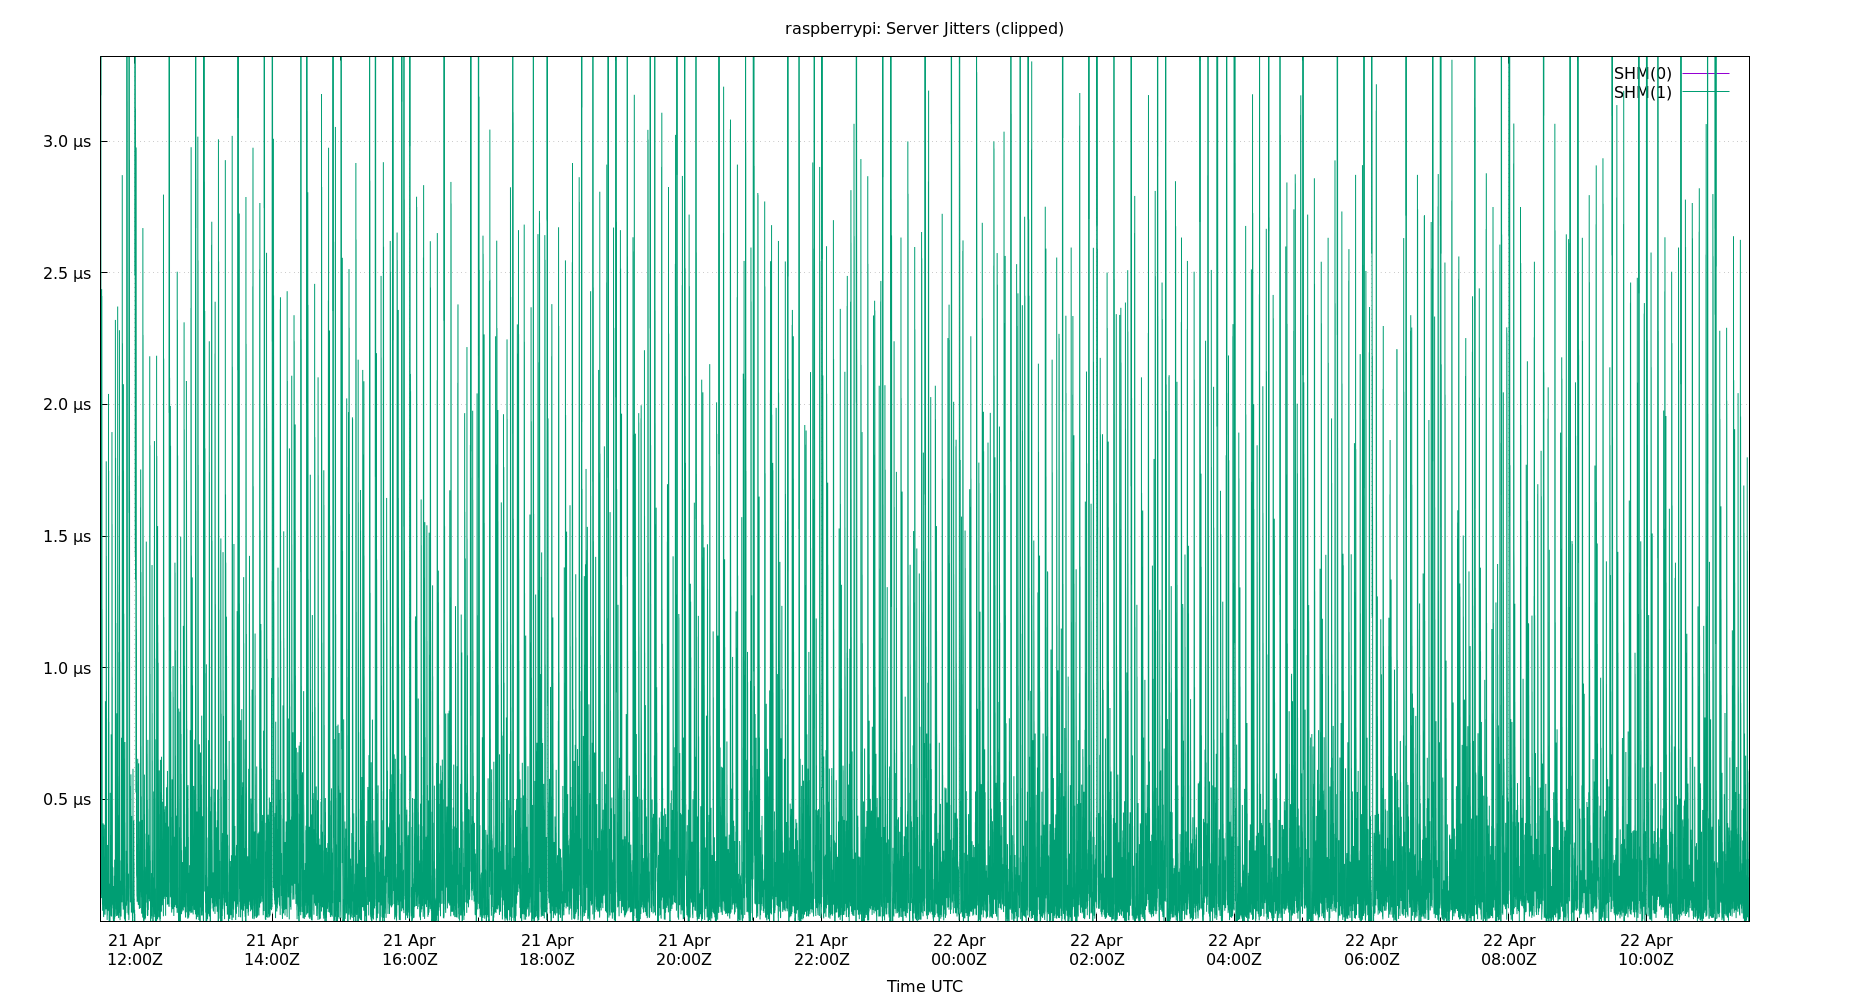 raspberrypi: Server Jitters (clipped)
SHM(0)
SHM(1)
3.0 µs
2.5 µs
2.0 µs
1.5 µs
1.0 µs
0.5 µs
21 Apr 21 Apr 21 Apr 21 Apr 21 Apr 21 Apr 22 Apr 22 Apr 22 Apr 22 Apr 22 Apr 22 Apr
12:00Z 14:00Z 16:00Z 18:00Z 20:00Z 22:00Z 00:00Z 02:00Z 04:00Z 06:00Z 08:00Z 10:00Z
Time UTC